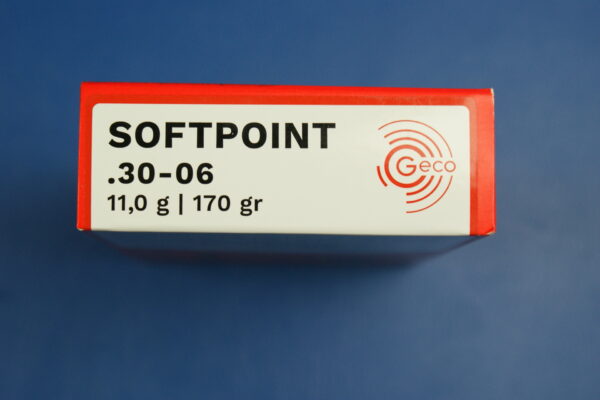 SOFTPOINT
.30-06
11,0 g | 170 gr
Geco